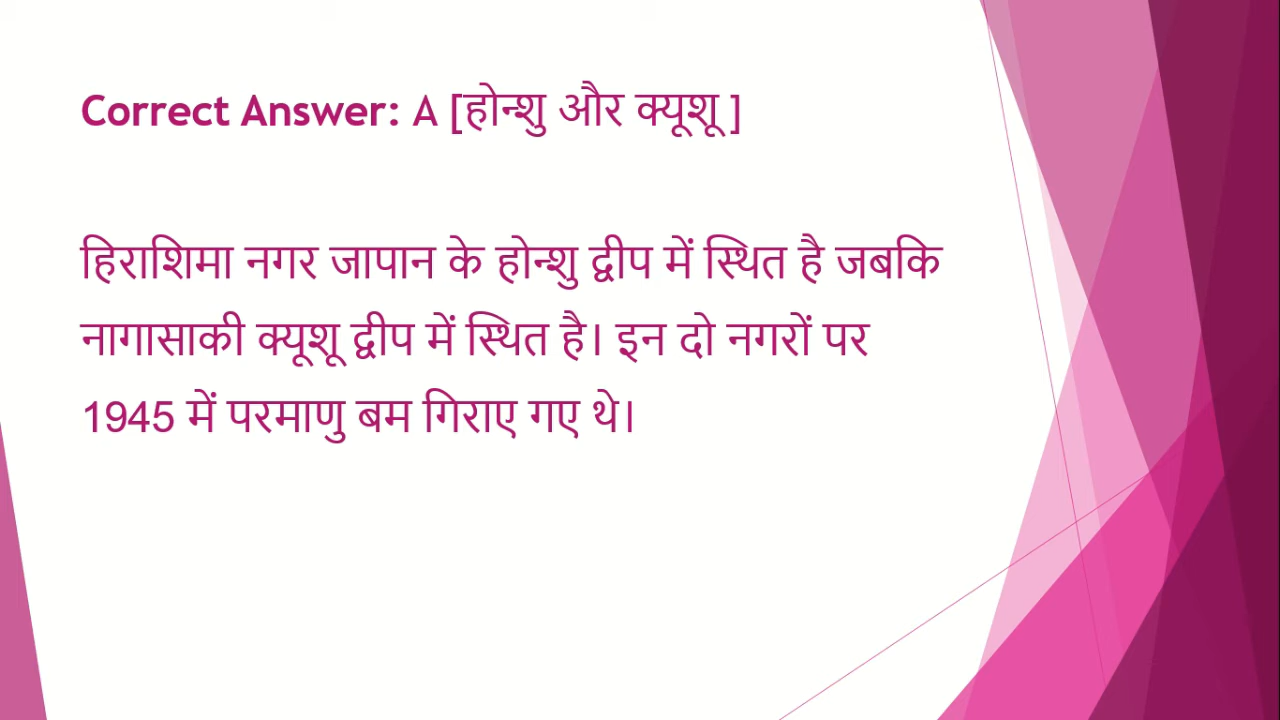 Correct Answer: A [होन्शु और क्यूशू ]
हिराशिमा नगर जापान के होन्शु द्वीप में स्थित है जबकि
नागासाकी क्यूशू द्वीप में स्थित है। इन दो नगरों पर
1945 में परमाणु बम गिराए गए थे।